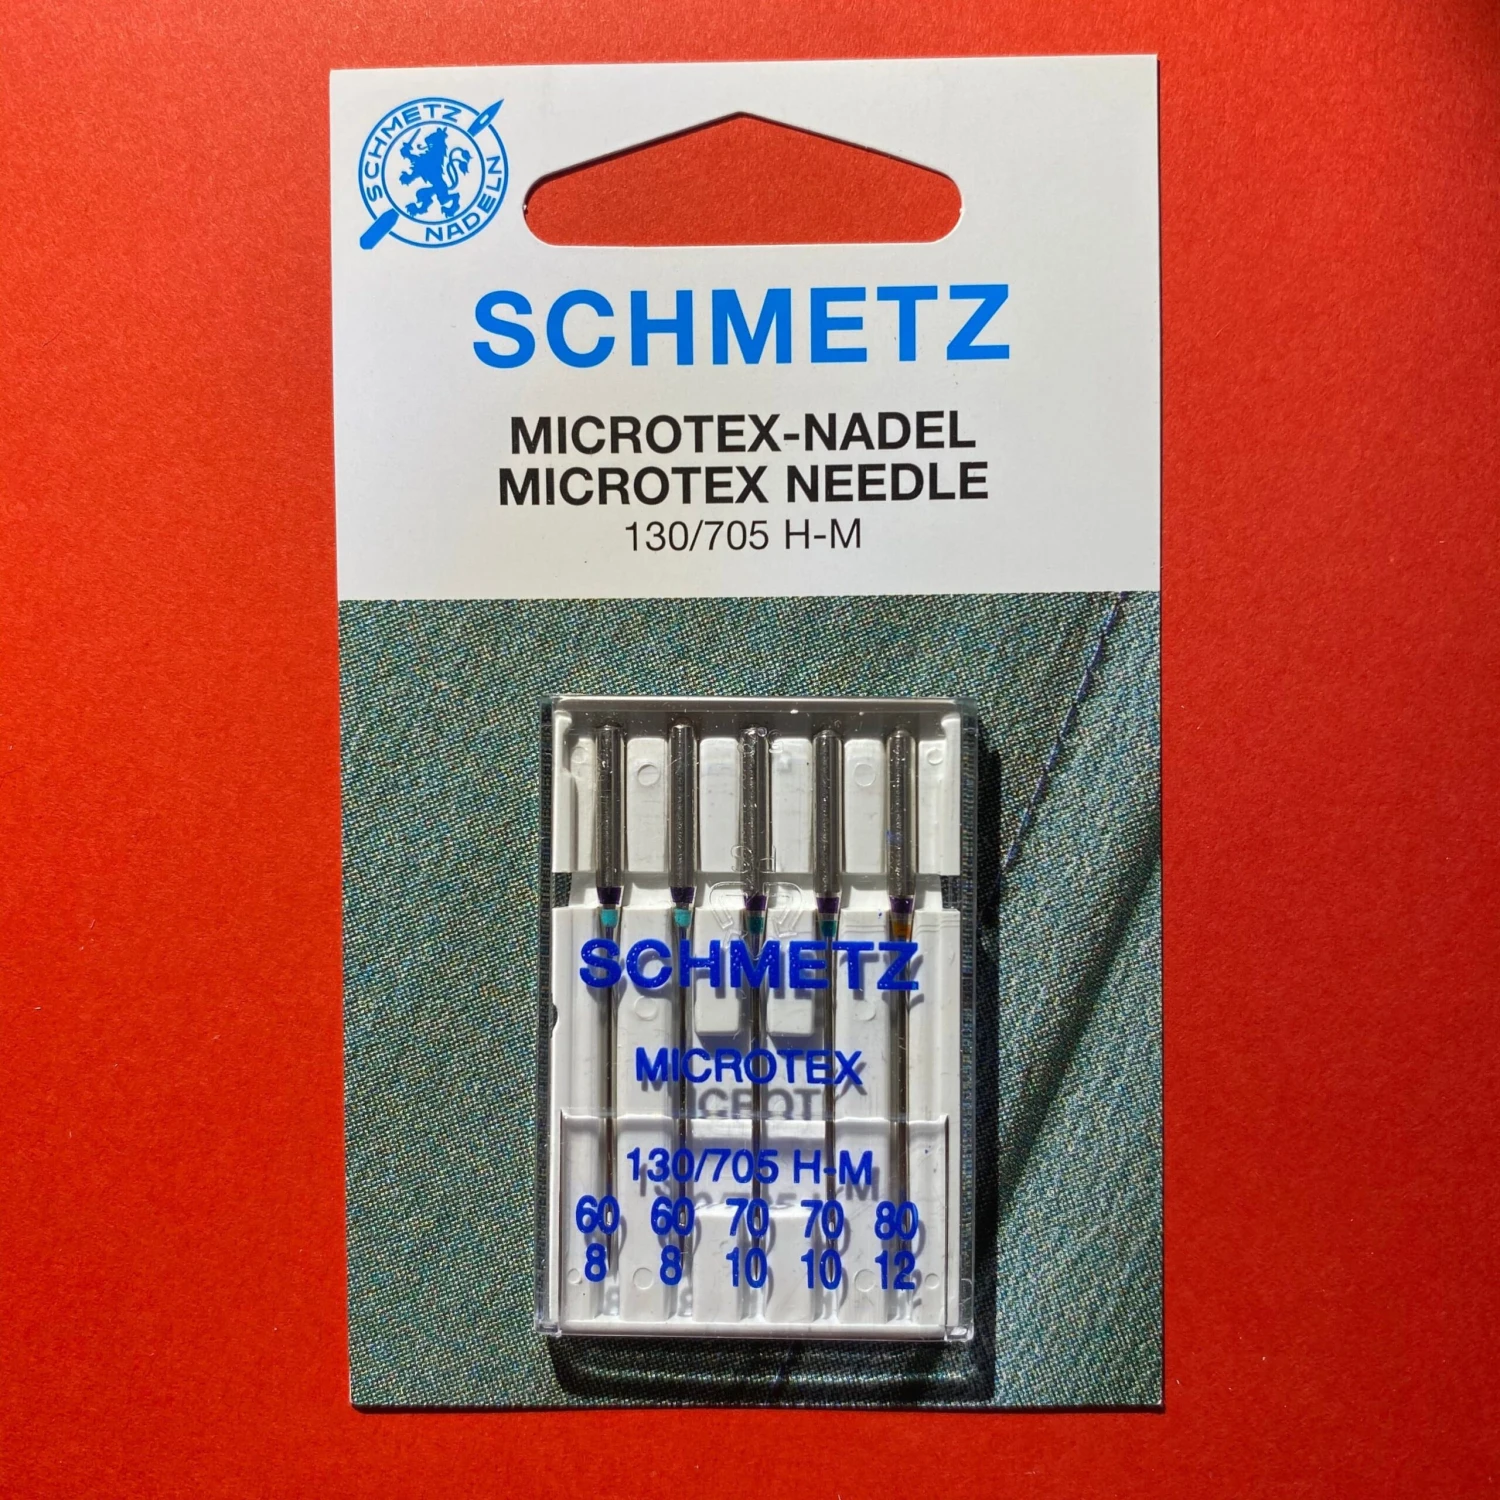 SCHMETZ
NADELN
SCHMETZ
MICROTEX-NADEL
MICROTEX NEEDLE
130/705 H-M
SCHMETZ
MICROTEX
130/705 H-M
60 60 70 70 80
8 8 10 10 12